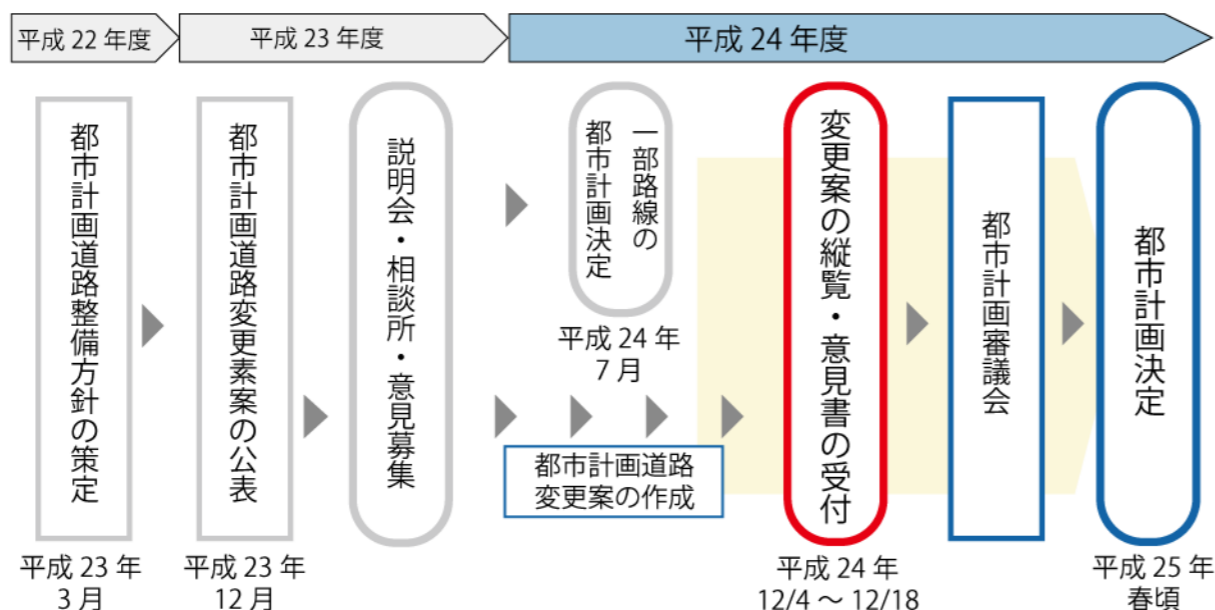 平成 22 年度
平成 23 年度
平成 24 年度
都市計画道路整備方針の策定
平成 23 年
3 月
都市計画道路変更素案の公表
平成 23 年
12 月
説明会・相談所・意見募集
一部路線の
都市計画決定
平成 24 年
7 月
都市計画道路
変更案の作成
変更案の縦覧・意見書の受付
平成 24 年
12/4 ～ 12/18
都市計画審議会
都市計画決定
平成 25 年
春頃